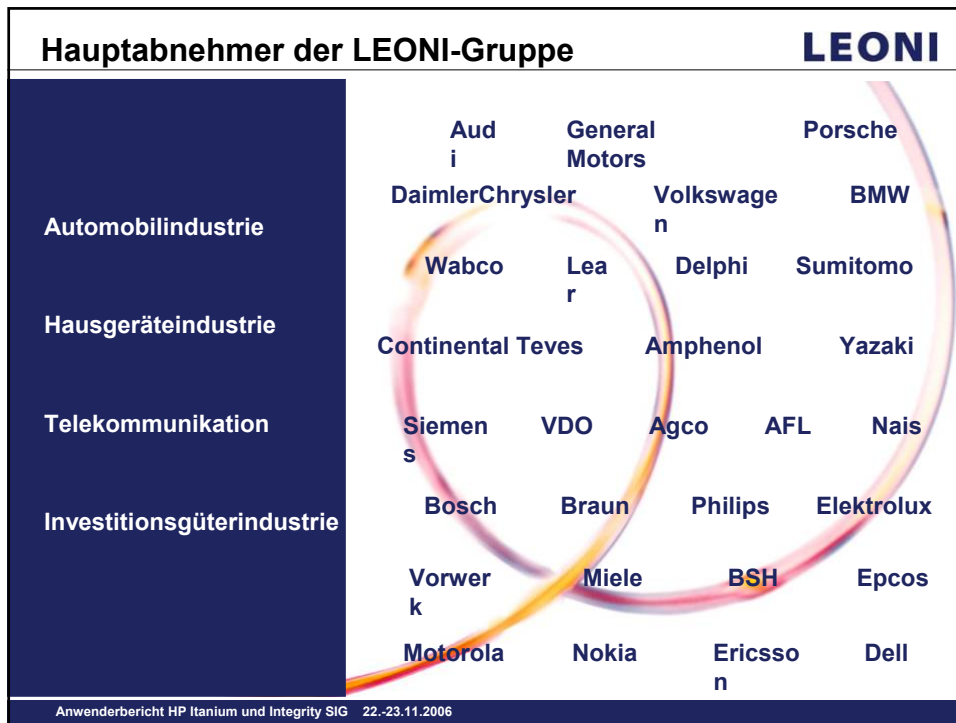 Hauptabnehmer der LEONI-Gruppe
LEONI
Automobilindustrie
Hausgeräteindustrie
Telekommunikation
Investitionsgüterindustrie
Aud
i
General
Motors
Porsche
DaimlerChrysler
Volkswage
n
BMW
Wabco
Lea
r
Delphi
Sumitomo
Continental Teves
Amphenol
Yazaki
Siemen
s
VDO
Agco
AFL
Nais
Bosch
Braun
Philips
Elektrolux
Vorwer
k
Miele
BSH
Epcos
Motorola
Nokia
Ericsso
n
Dell
Anwenderbericht HP Itanium und Integrity SIG 22.-23.11.2006